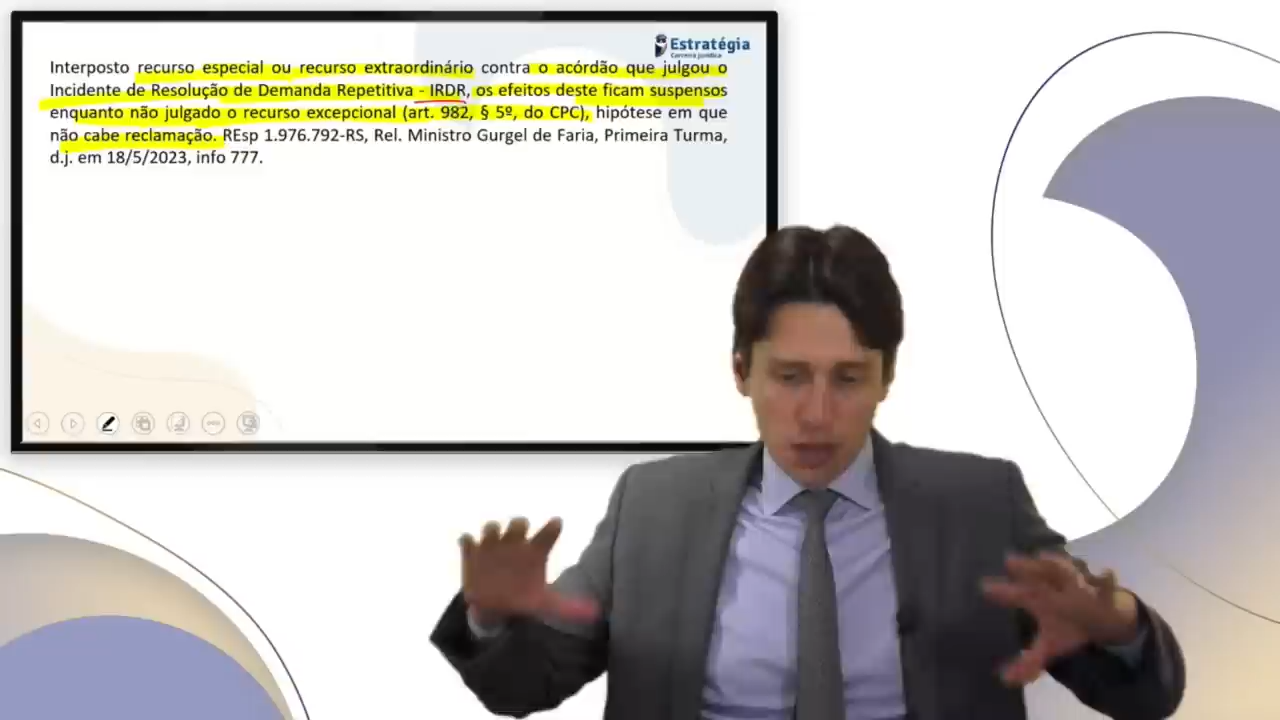 Estratégia
Carreira Jurídica
Interposto recurso especial ou recurso extraordinário contra o acórdão que julgou o
Incidente de Resolução de Demanda Repetitiva - IRDR, os efeitos deste ficam suspensos
enquanto não julgado o recurso excepcional (art. 982, § 5º, do CPC), hipótese em que
não cabe reclamação. REsp 1.976.792-RS, Rel. Ministro Gurgel de Faria, Primeira Turma,
d.j. em 18/5/2023, info 777.